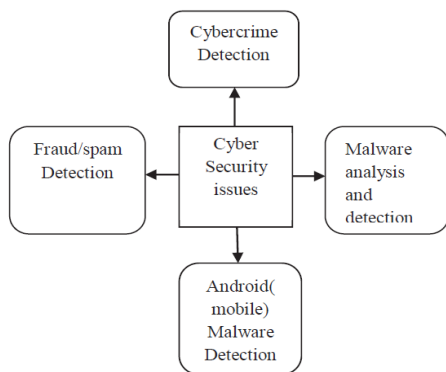 Cybercrime
Detection
Fraud/spam
Detection
Cyber
Security
issues
Malware
analysis
and
detection
Android(
mobile)
Malware
Detection